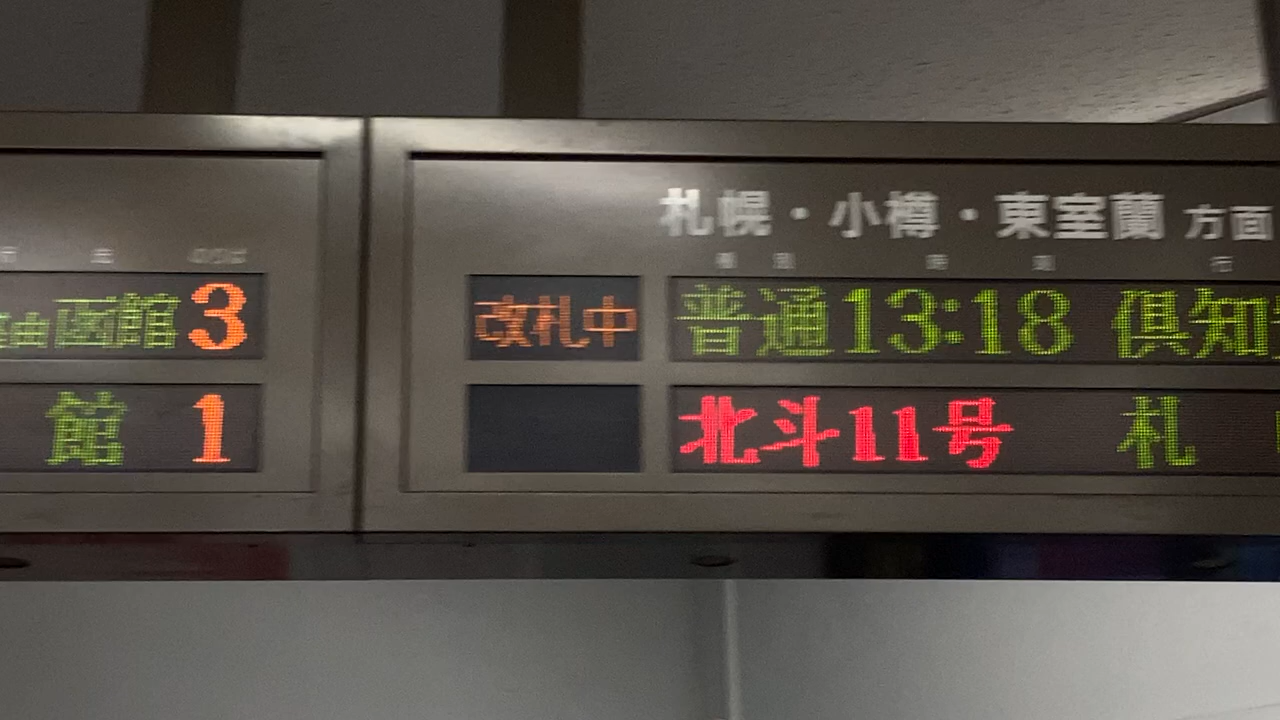 札幌・小樽・東室蘭 方面
由函館 3
改札中 普通 13:18 倶知
館 1
北斗11号 札